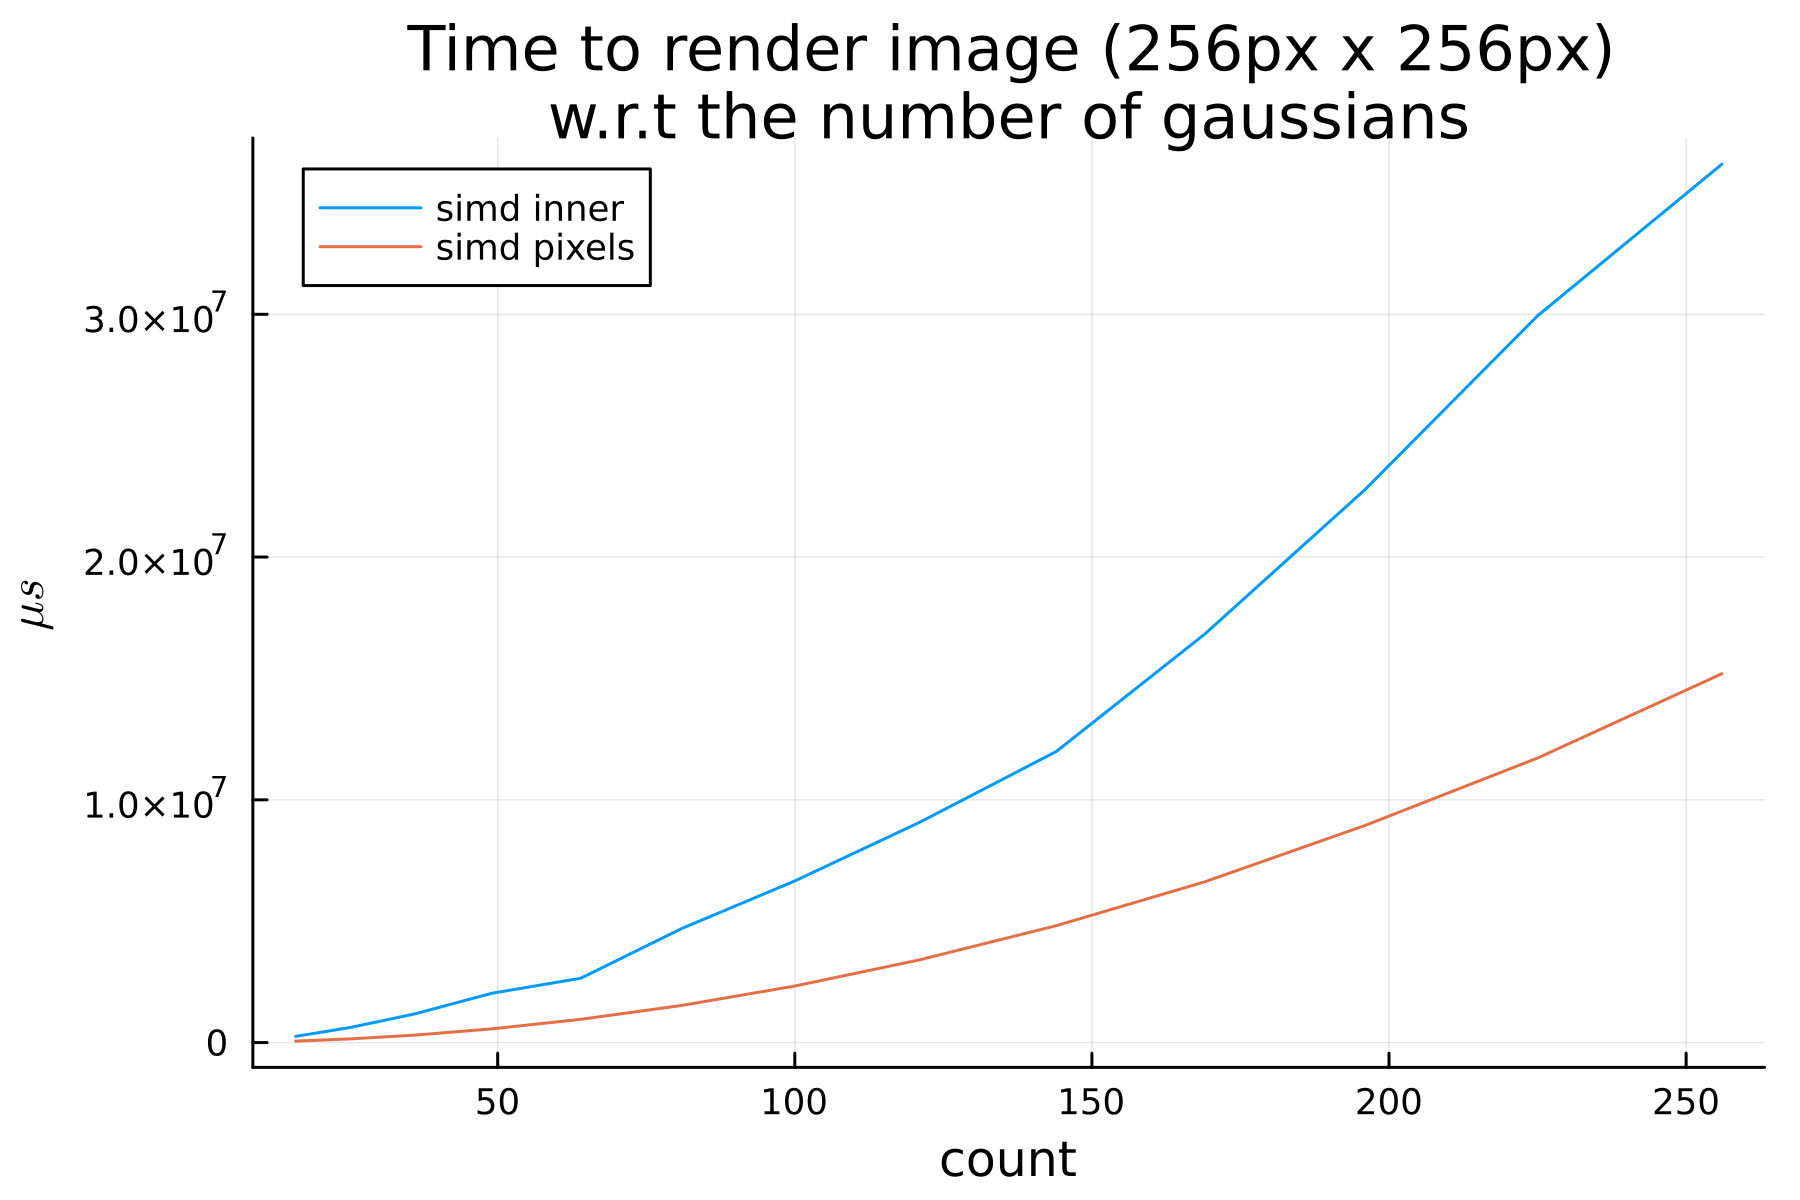 Time to render image (256px x 256px)
w.r.t the number of gaussians
simd inner
simd pixels
3.0×10⁷
2.0×10⁷
1.0×10⁷
0
μs
50 100 150 200 250
count